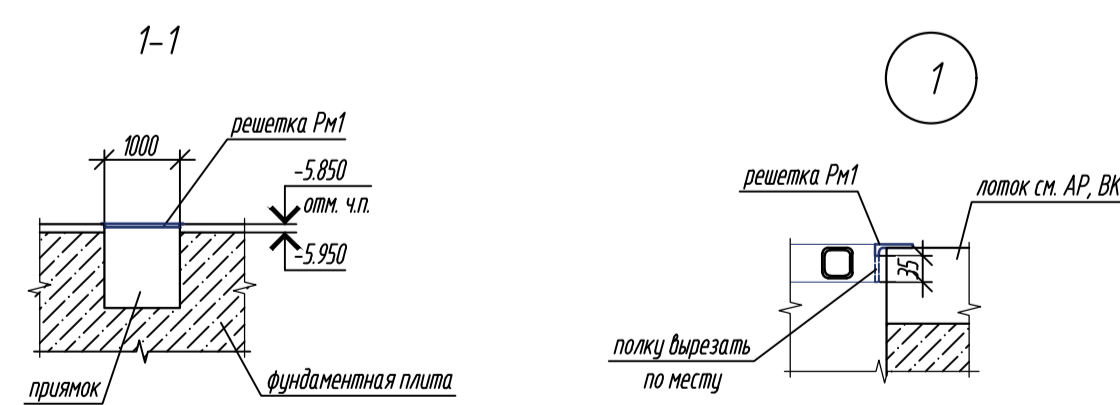 1-1
решетка Рм1
1000
-5.850
отм. ч.п.
-5.950
приямок
фундаментная плита
1
решетка Рм1
лоток см. АР, ВК
35
полку вырезать
по месту